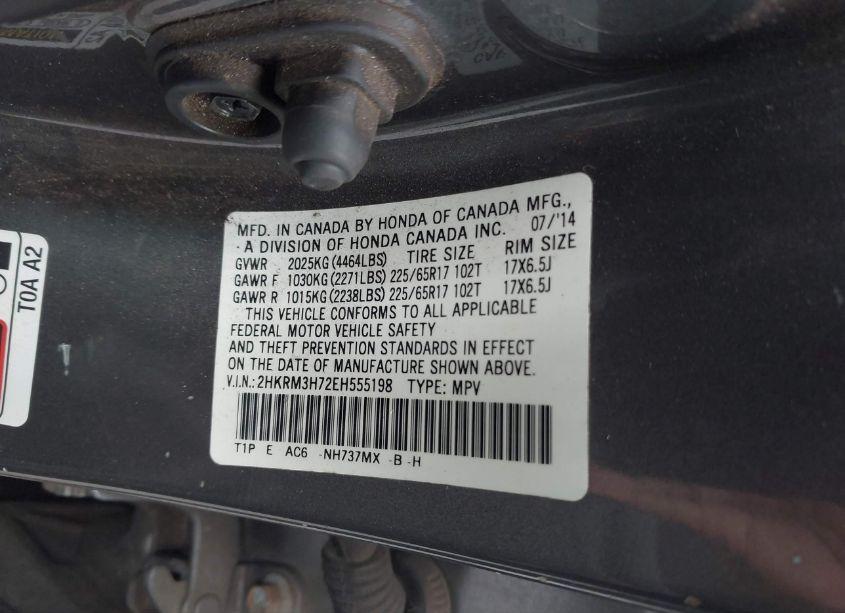 MFD. IN CANADA BY HONDA OF CANADA MFG.,
A DIVISION OF HONDA CANADA INC. 07/'14
GVWR 2025KG(4464LBS) TIRE SIZE RIM SIZE
GAWR F 1030KG(2271LBS) 225/65R17 102T 17X6.5J
GAWR R 1015KG(2238LBS) 225/65R17 102T 17X6.5J
THIS VEHICLE CONFORMS TO ALL APPLICABLE
FEDERAL MOTOR VEHICLE SAFETY
AND THEFT PREVENTION STANDARDS IN EFFECT
ON THE DATE OF MANUFACTURE SHOWN ABOVE.
V.I.N.: 2HKRM3H72EH555198 TYPE: MPV
T1P E AC6 -NH737MX -B -H
T0A A2